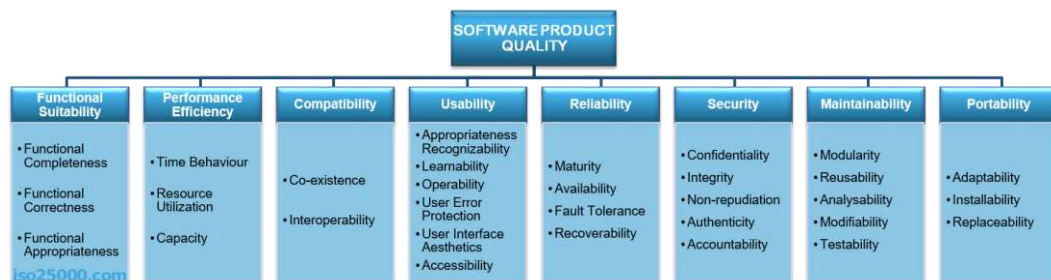 SOFTWARE PRODUCT
QUALITY
Functional
Suitability
• Functional
Completeness
• Functional
Correctness
• Functional
Appropriateness
Performance
Efficiency
• Time Behaviour
• Resource
Utilization
• Capacity
Compatibility
• Co-existence
• Interoperability
Usability
• Appropriateness
Recognizability
• Learnability
• Operability
• User Error
Protection
• User Interface
Aesthetics
• Accessibility
Reliability
• Maturity
• Availability
• Fault Tolerance
• Recoverability
Security
• Confidentiality
• Integrity
• Non-repudiation
• Authenticity
• Accountability
Maintainability
• Modularity
• Reusability
• Analysability
• Modifiability
• Testability
Portability
• Adaptability
• Installability
• Replaceability
iso25000.com